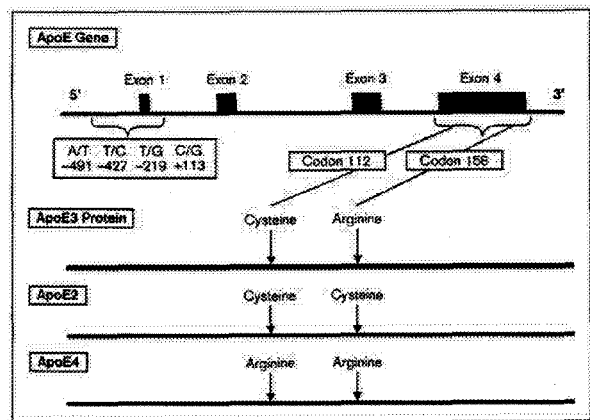 ApoE Gene
Exon 1 Exon 2 Exon 3 Exon 4
5' 3'
A/T T/C T/G C/G
-491 -427 -219 +113
Codon 112 Codon 158
ApoE3 Protein
Cysteine Arginine
ApoE2
Cysteine Cysteine
ApoE4
Arginine Arginine